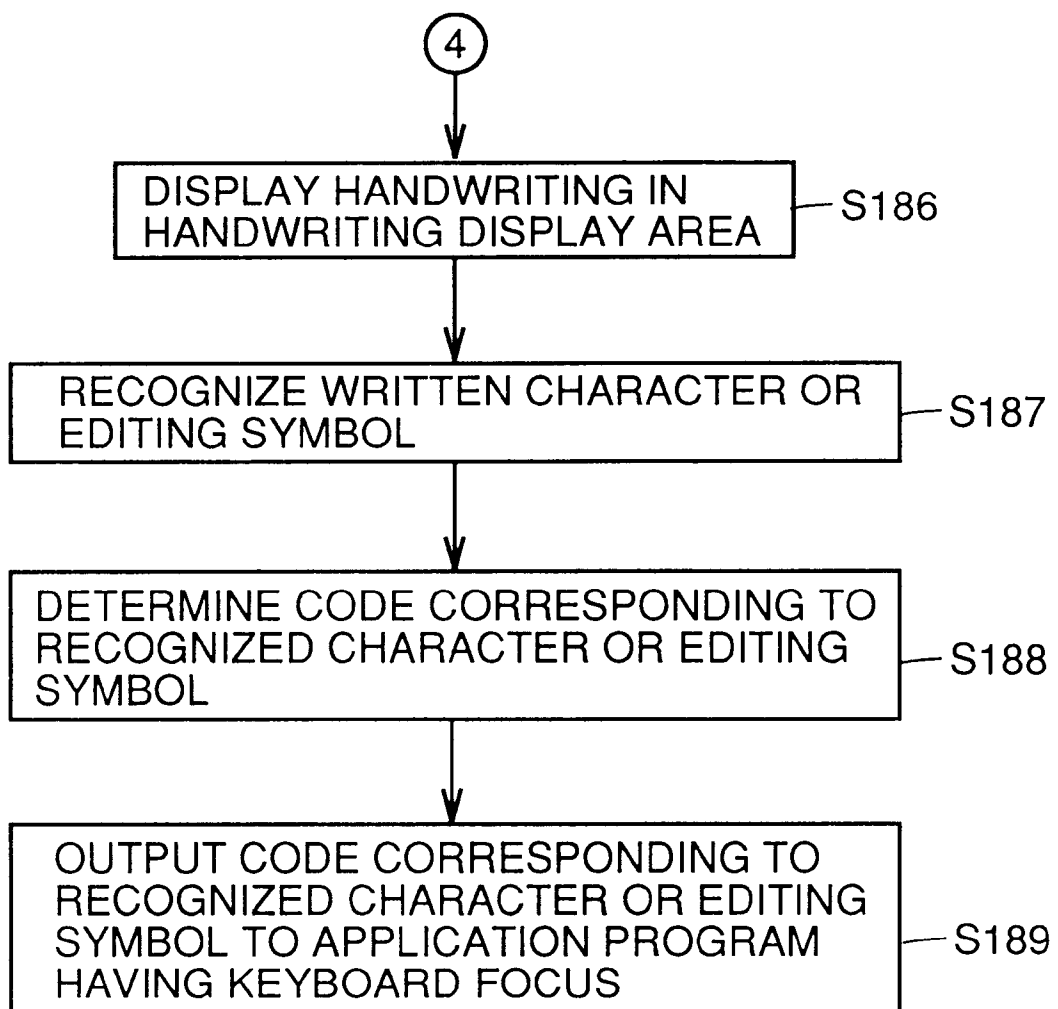 4
DISPLAY HANDWRITING IN
HANDWRITING DISPLAY AREA
S186
RECOGNIZE WRITTEN CHARACTER OR
EDITING SYMBOL
S187
DETERMINE CODE CORRESPONDING TO
RECOGNIZED CHARACTER OR EDITING
SYMBOL
S188
OUTPUT CODE CORRESPONDING TO
RECOGNIZED CHARACTER OR EDITING
SYMBOL TO APPLICATION PROGRAM
HAVING KEYBOARD FOCUS
S189